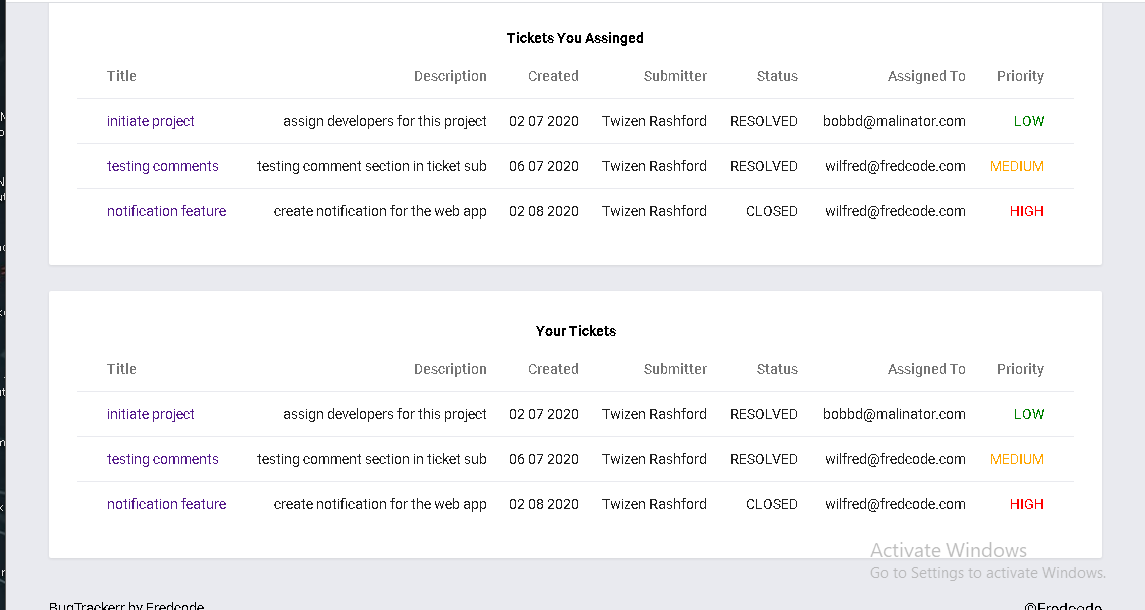 Tickets You Assinged
Title Description Created Submitter Status Assigned To Priority
initiate project assign developers for this project 02 07 2020 Twizen Rashford RESOLVED bobbd@malinator.com LOW
testing comments testing comment section in ticket sub 06 07 2020 Twizen Rashford RESOLVED wilfred@fredcode.com MEDIUM
notification feature create notification for the web app 02 08 2020 Twizen Rashford CLOSED wilfred@fredcode.com HIGH
Your Tickets
Title Description Created Submitter Status Assigned To Priority
initiate project assign developers for this project 02 07 2020 Twizen Rashford RESOLVED bobbd@malinator.com LOW
testing comments testing comment section in ticket sub 06 07 2020 Twizen Rashford RESOLVED wilfred@fredcode.com MEDIUM
notification feature create notification for the web app 02 08 2020 Twizen Rashford CLOSED wilfred@fredcode.com HIGH
Activate Windows
Go to Settings to activate Windows.
BugTrackerr by Fredcode ©Fredcode